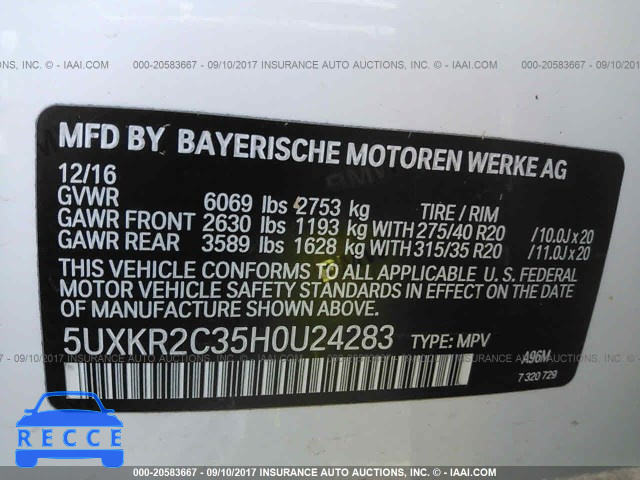 000-20583667 - 09/10/2017 INSURANCE AUTO AUCTIONS, INC. - © IAAI.COM
MFD BY BAYERISCHE MOTOREN WERKE AG
12/16
GVWR 6069 lbs 2753 kg TIRE / RIM
GAWR FRONT 2630 lbs 1193 kg WITH 275/40 R20 / 10.0J x 20
GAWR REAR 3589 lbs 1628 kg WITH 315/35 R20 / 11.0J x 20
THIS VEHICLE CONFORMS TO ALL APPLICABLE U. S. FEDERAL
MOTOR VEHICLE SAFETY STANDARDS IN EFFECT ON THE
DATE OF MANUFACTURE SHOWN ABOVE.
5UXKR2C35H0U24283 TYPE: MPV
A96M
7 320 729
000-20583667 - 09/10/2017 INSURANCE AUTO AUCTIONS, INC. - © IAAI.COM